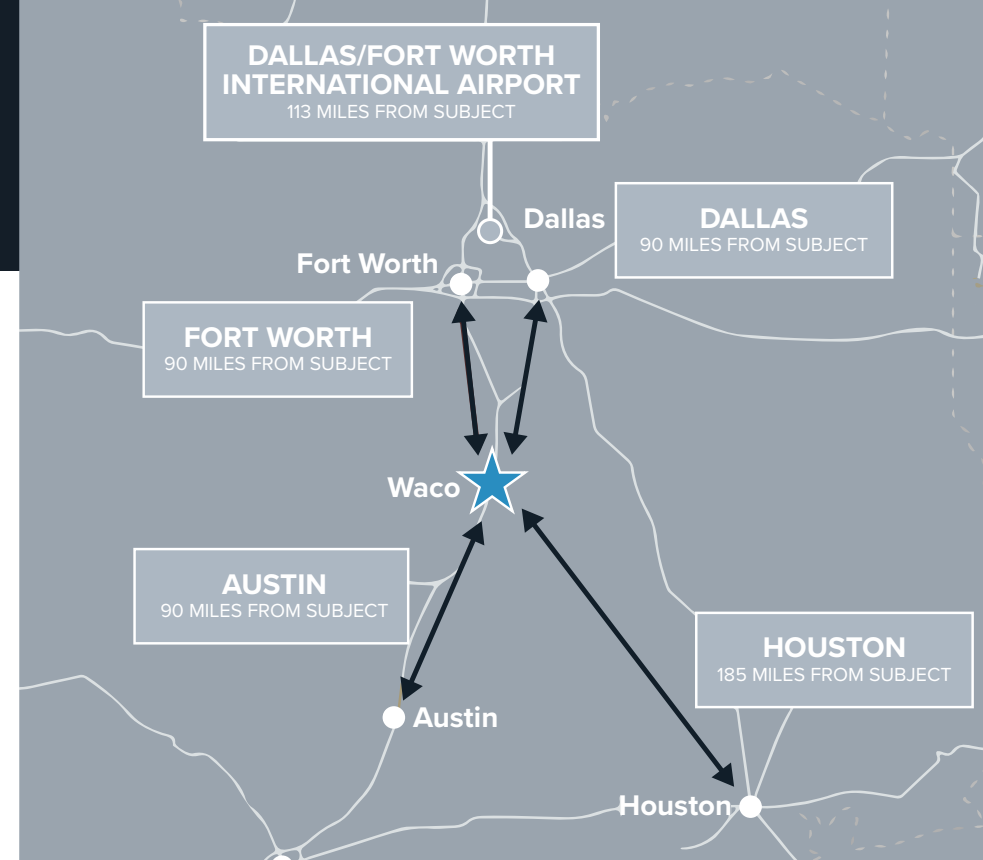 DALLAS/FORT WORTH
INTERNATIONAL AIRPORT
113 MILES FROM SUBJECT
Dallas
DALLAS
90 MILES FROM SUBJECT
Fort Worth
FORT WORTH
90 MILES FROM SUBJECT
Waco
AUSTIN
90 MILES FROM SUBJECT
HOUSTON
185 MILES FROM SUBJECT
Austin
Houston